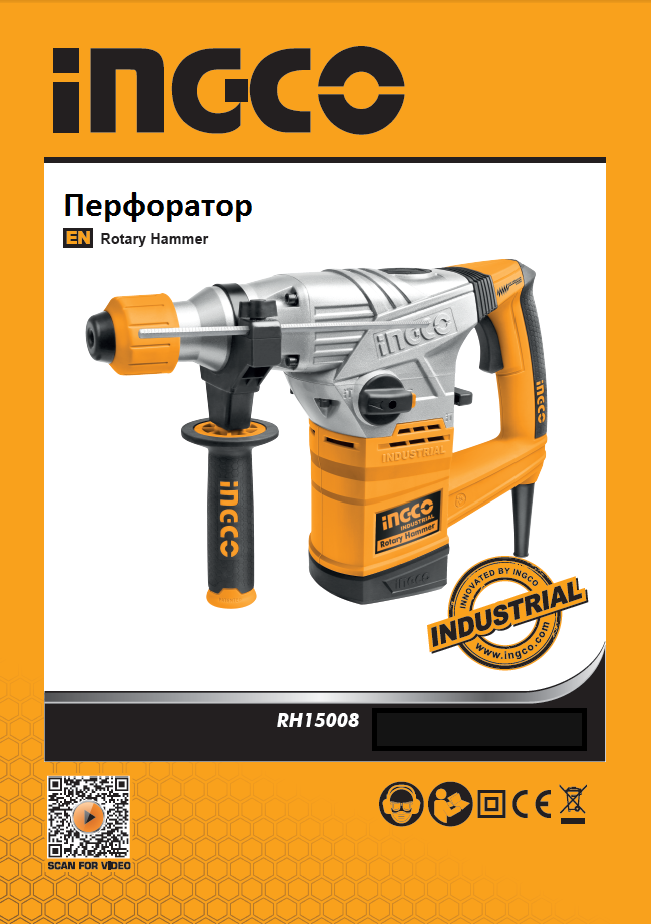 INGCO
Перфоратор
EN Rotary Hammer
INGCO
INGCO
INDUSTRIAL
INGCO
INGCO
INDUSTRIAL
Rotary Hammer
INGCO
INNOVATED BY INGCO
INDUSTRIAL
www.ingco.com
RH15008
SCAN FOR VIDEO
CE